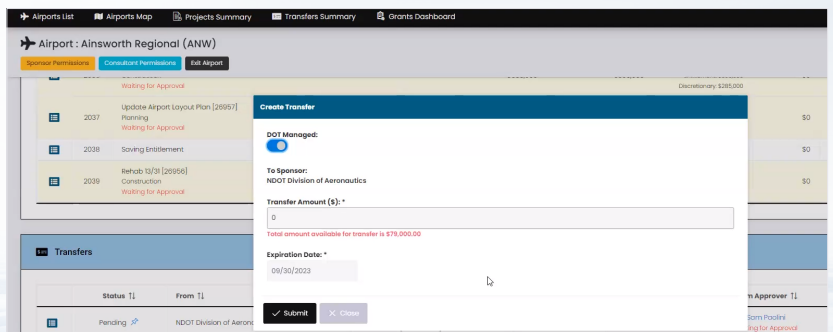 Airports List Airports Map Projects Summary Transfers Summary Grants Dashboard
Airport : Ainsworth Regional (ANW)
Sponsor Permissions Consultant Permissions Exit Airport
Waiting for Approval
Discretionary: $285,000
Update Airport Layout Plan [26957]
2037 Planning $0
Waiting for Approval
2038 Saving Entitlement $0
Rehab 13/31 [26956]
2039 Construction $0
Waiting for Approval
Create Transfer
DOT Managed:
To Sponsor:
NDOT Division of Aeronautics
Transfer Amount ($): *
0
Total amount available for transfer is $79,000.00
Expiration Date: *
09/30/2023
Submit Close
Transfers
Status From m Approver
Pending NDOT Division of Aeron Sam Paolini
ing for Approval